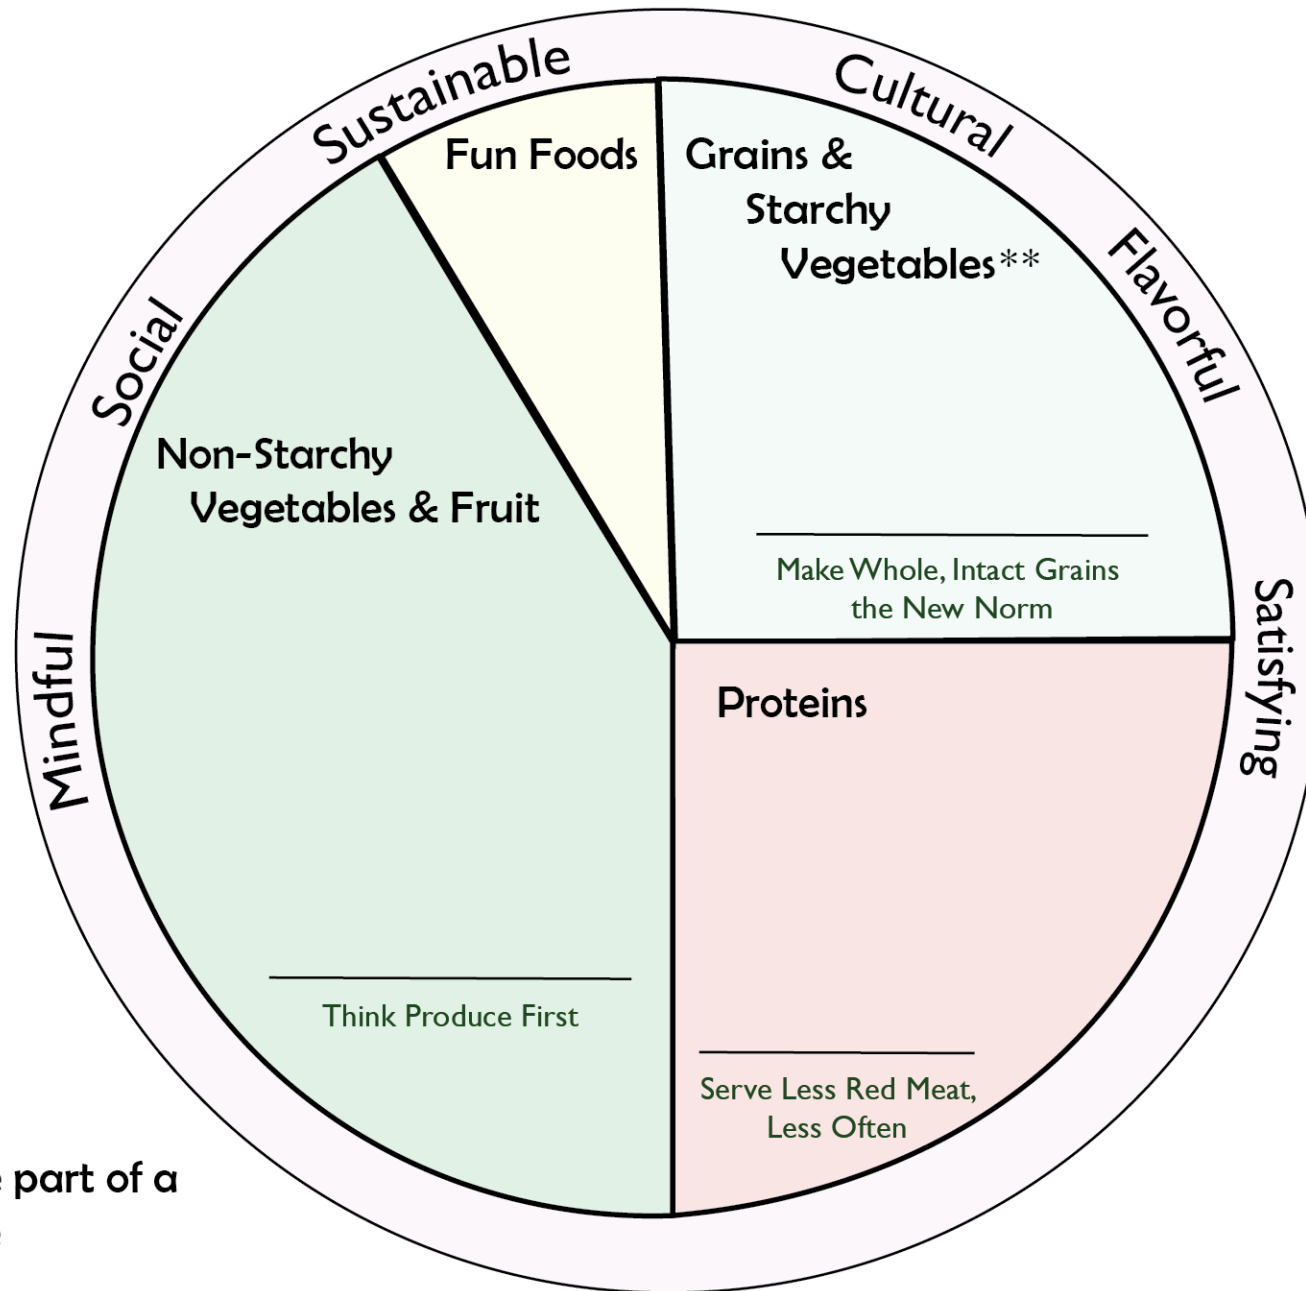 Sustainable
Cultural
Flavorful
Satisfying
Social
Mindful
Fun Foods
Grains &
Starchy
Vegetables**
Make Whole, Intact Grains
the New Norm
Non-Starchy
Vegetables & Fruit
Think Produce First
Proteins
Serve Less Red Meat,
Less Often
part of a